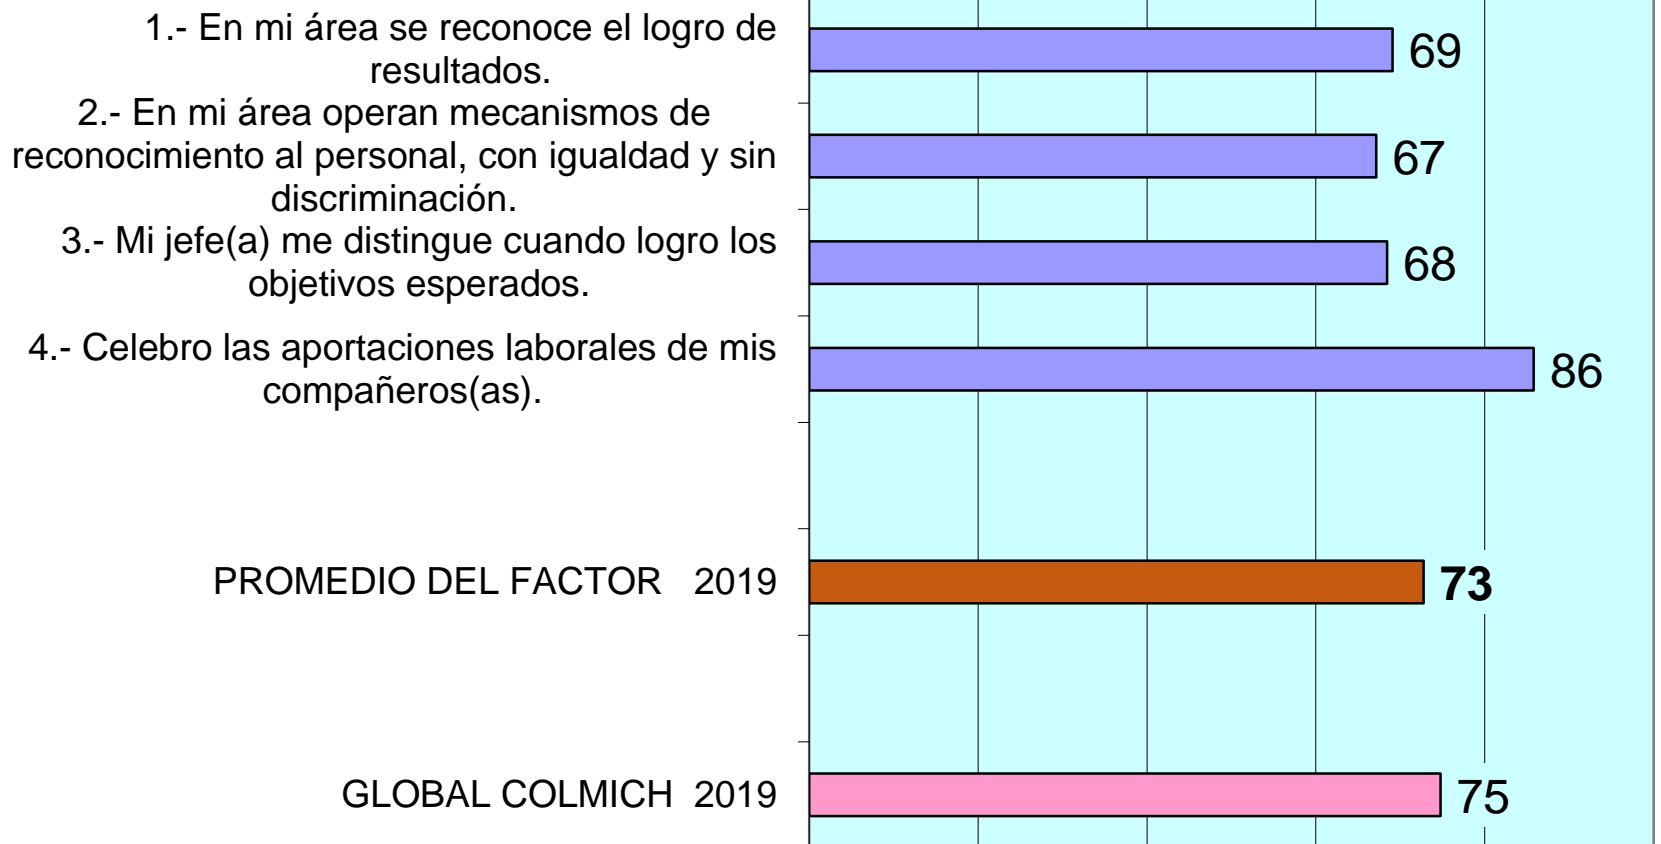 1.- En mi área se reconoce el logro de
resultados.
69
2.- En mi área operan mecanismos de
reconocimiento al personal, con igualdad y sin
discriminación.
67
3.- Mi jefe(a) me distingue cuando logro los
objetivos esperados.
68
4.- Celebro las aportaciones laborales de mis
compañeros(as).
86
PROMEDIO DEL FACTOR 2019
73
GLOBAL COLMICH 2019
75